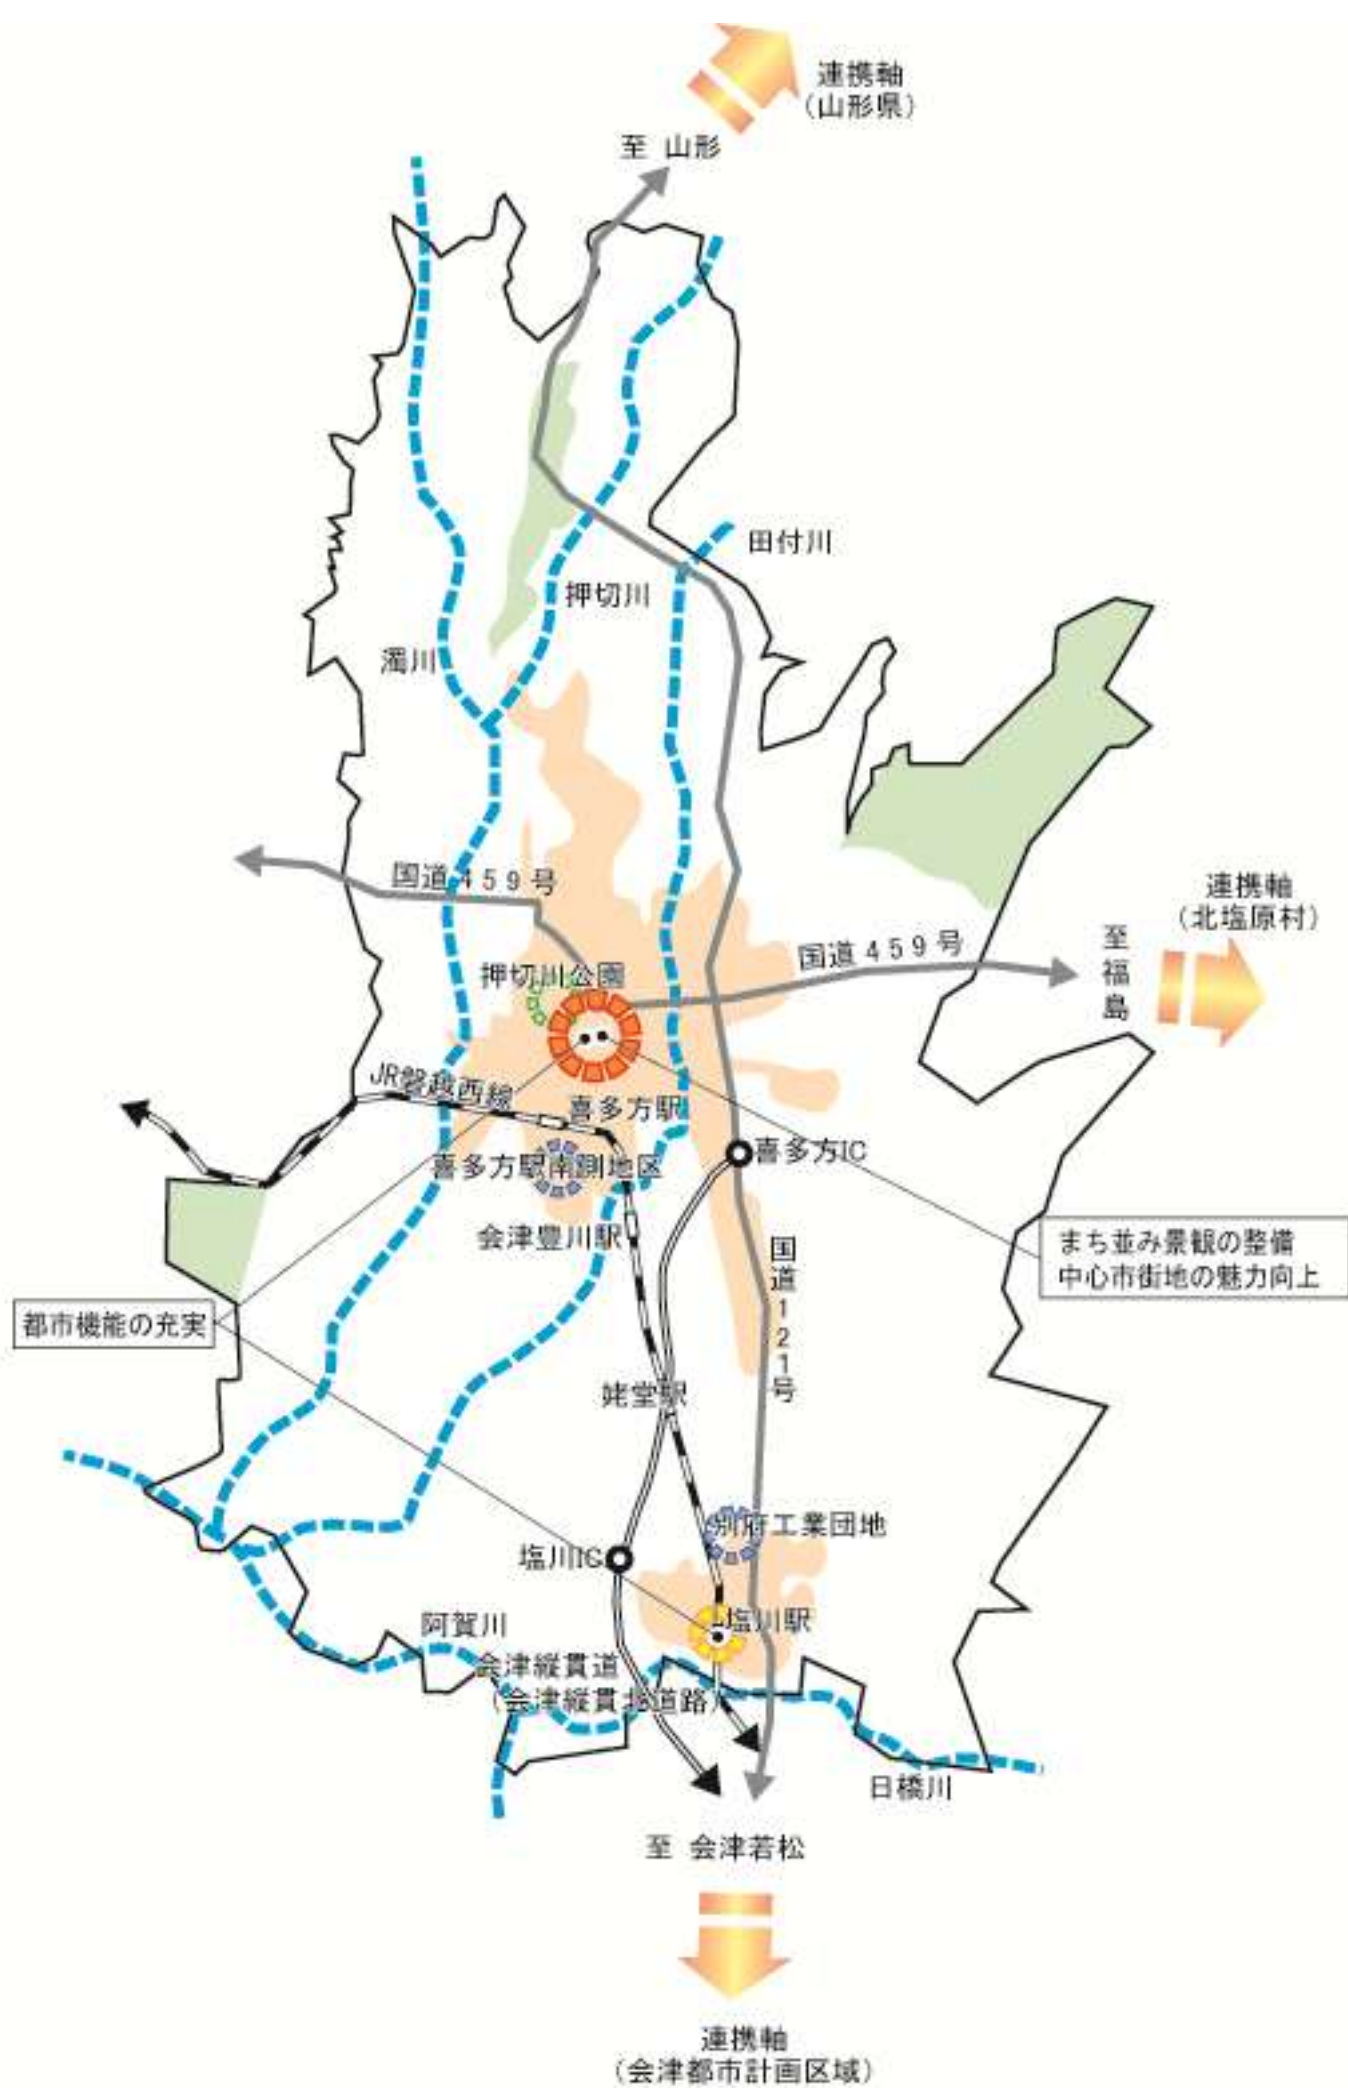 連携軸
(山形県)
至 山形
田付川
押切川
濁川
国道459号
連携軸
(北塩原村)
国道459号
至福島
押切川公園
JR磐越西線
喜多方駅
喜多方IC
喜多方駅南側地区
会津豊川駅
国道121号
まち並み景観の整備
中心市街地の魅力向上
都市機能の充実
姥堂駅
別府工業団地
塩川IC
塩川駅
阿賀川
会津縦貫道
(会津縦貫北道路)
日橋川
至 会津若松
連携軸
(会津都市計画区域)